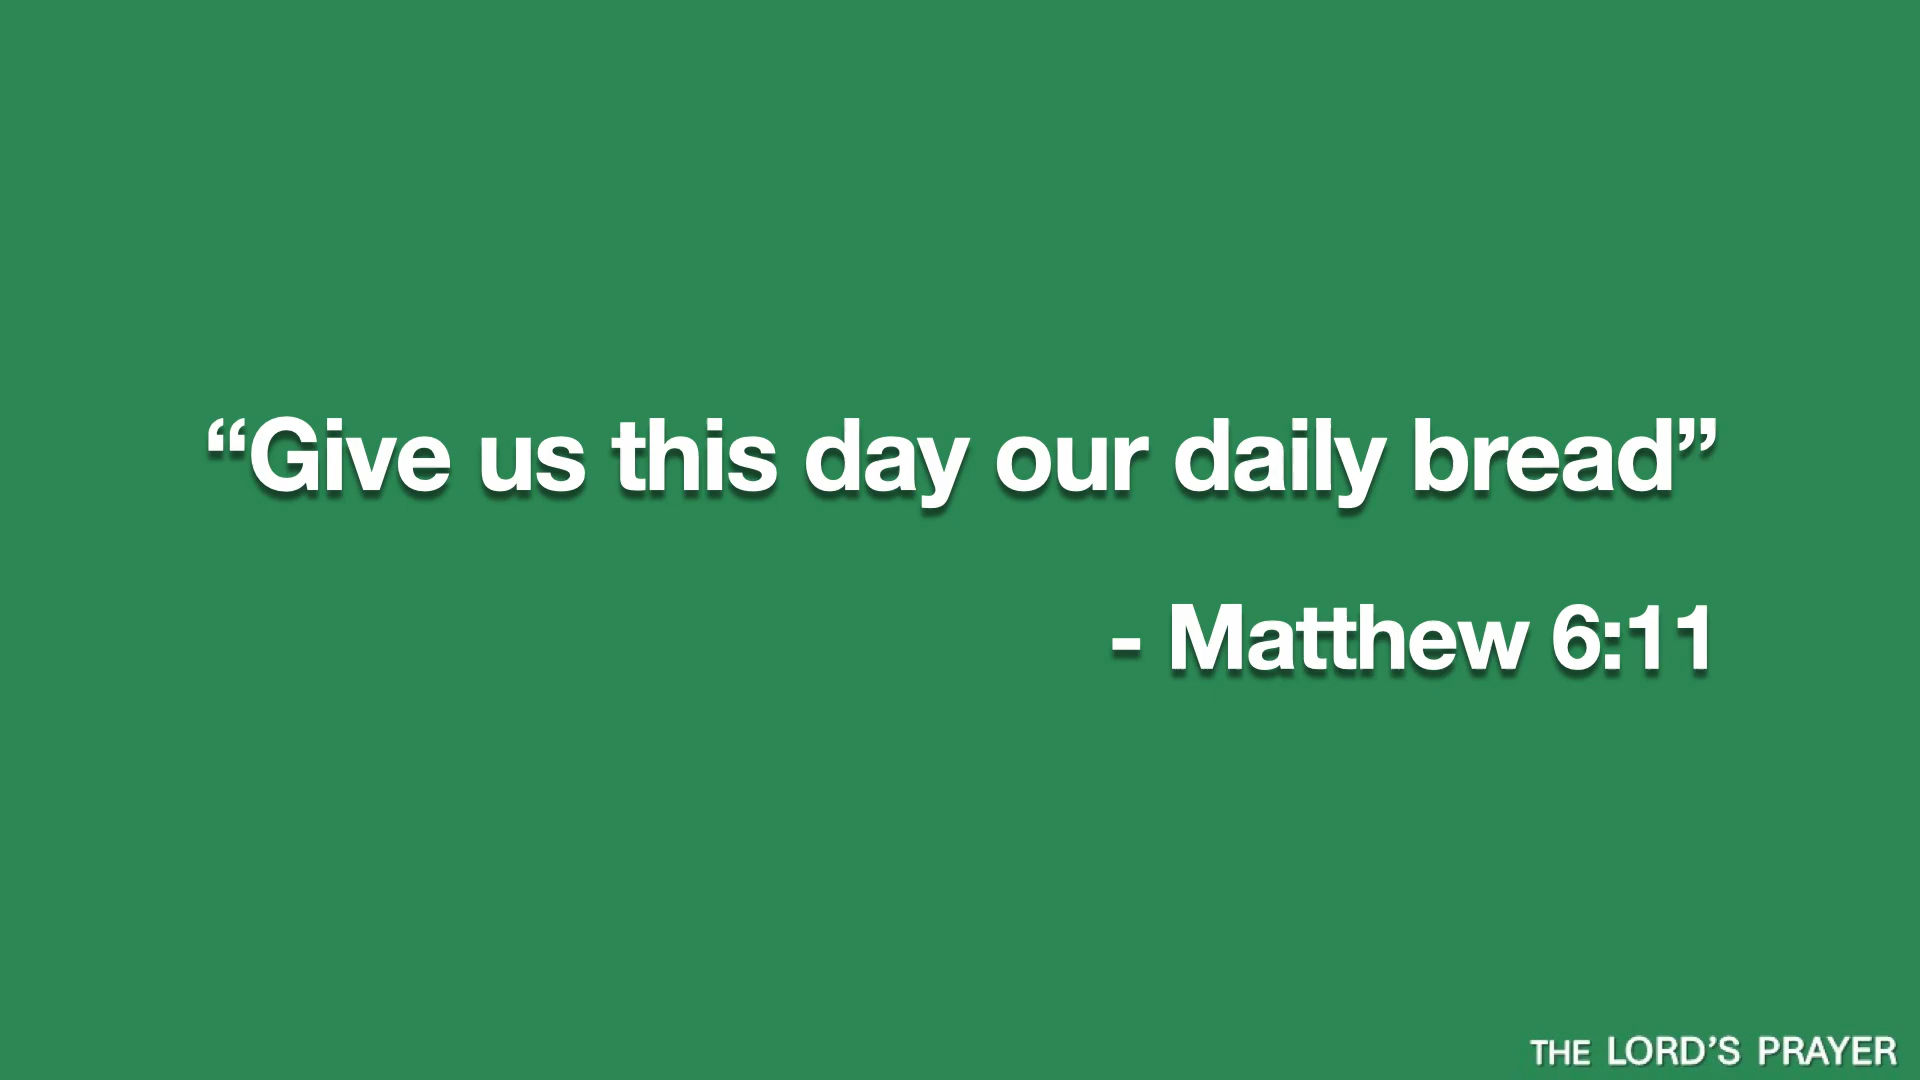 “Give us this day our daily bread”
- Matthew 6:11
THE LORD’S PRAYER